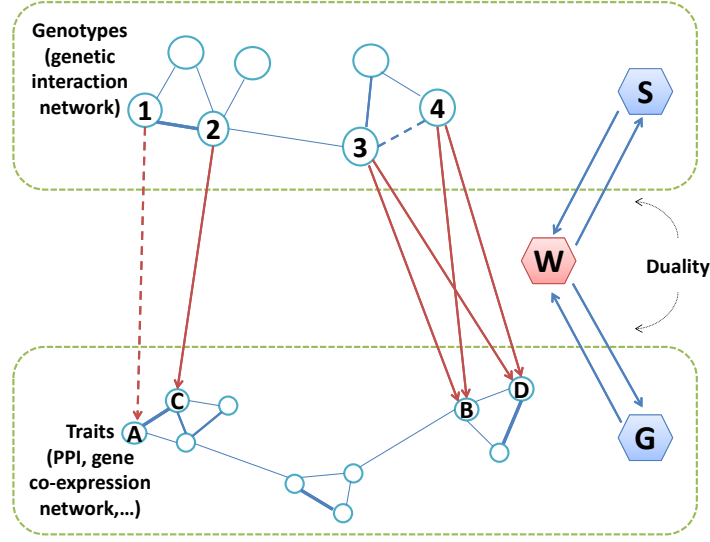 Genotypes
(genetic
interaction
network)
1
2
3
4
S
W
Duality
G
A
C
B
D
Traits
(PPI, gene
co-expression
network,...)